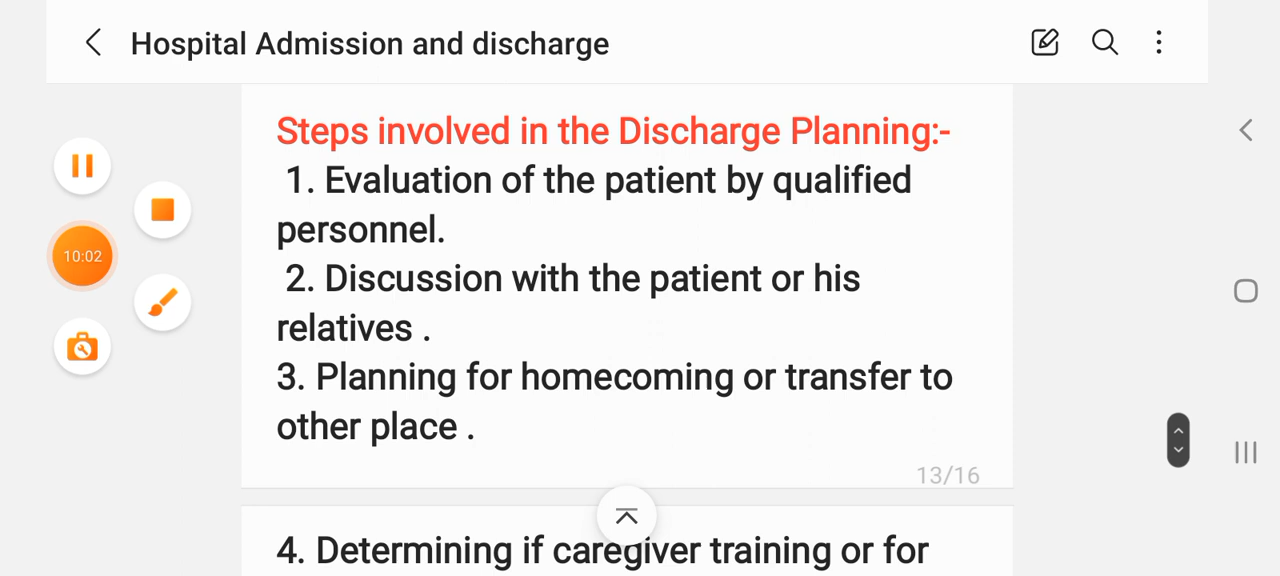 Hospital Admission and discharge
Steps involved in the Discharge Planning:-
1. Evaluation of the patient by qualified
personnel.
2. Discussion with the patient or his
relatives .
3. Planning for homecoming or transfer to
other place .
13/16
4. Determining if caregiver training or for
10:02